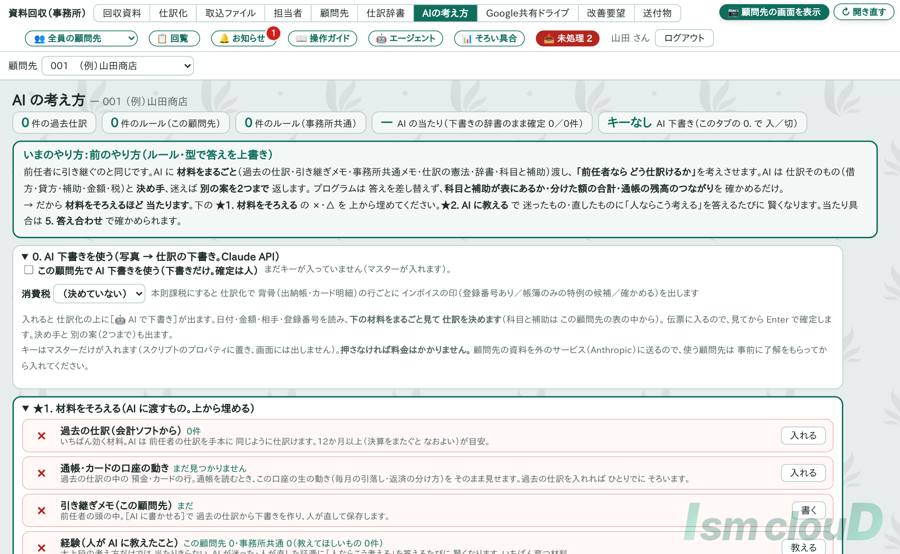 資料回収(事務所) 回収資料 仕訳化 取込ファイル 担当者 顧問先 仕訳辞書 AIの考え方 Google共有ドライブ 改善要望 送付物 📷 顧問先の画面を表示 ↻ 開き直す
👥 全員の顧問先 📋 回覧 🔔 お知らせ 1 📖 操作ガイド 🤖 エージェント 📊 そろい具合 📥 未処理 2 山田 さん ログアウト
顧問先 001 (例)山田商店
AI の考え方 — 001 (例)山田商店
0 件の過去仕訳 0 件のルール(この顧問先) 0 件のルール(事務所共通) — AI の当たり(下書きの辞書のまま確定 0/0件) キーなし AI 下書き(このタブの 0. で 入/切)
いまのやり方:前のやり方(ルール・型で答えを上書き)
前任者に引き継ぐのと同じです。AI に 材料をまるごと(過去の仕訳・引き継ぎメモ・事務所共通メモ・仕訳の憲法・辞書・科目と補助)渡し、「前任者なら どう仕訳けるか」を考えさせます。AI は 仕訳そのもの(借
方・貸方・補助・金額・税)と 決め手、迷えば 別の案を2つまで 返します。プログラムは 答えを差し替えず、科目と補助が表にあるか・分けた額の合計・通帳の残高のつながりを 確かめるだけ。
→ だから 材料をそろえるほど 当たります。下の ★1. 材料をそろえる の ×・△ を 上から埋めてください。★2. AI に教える で 迷ったもの・直したものに「人ならこう考える」を答えるたびに 賢くなります。当たり具
合は 5. 答え合わせ で確かめられます。
▼ 0. AI 下書きを使う(写真 → 仕訳の下書き。Claude API)
この顧問先で AI 下書きを使う(下書きだけ。確定は人) まだキーが入っていません(マスターが入れます)。
消費税 (決めていない) 本則課税にすると 仕訳化で 背骨(出納帳・カード明細)の行ごとに インボイスの印(登録番号あり/帳簿のみの特例の候補/確かめる)を出します
入れると 仕訳化の上に[🤖 AI で下書き]が出ます。日付・金額・相手・登録番号を読み、下の材料をまるごと見て 仕訳を決めます(科目と補助は この顧問先の表の中から)。伝票に入るので、見てから Enter で確定しま
す。決め手と 別の案(2つまで)も出ます。
キーはマスターだけが入れます(スクリプトのプロパティに置き、画面には出しません)。押さなければ料金はかかりません。顧問先の資料を外のサービス(Anthropic)に送るので、使う顧問先は 事前に了解をもらってか
ら入れてください。
▼ ★1. 材料をそろえる(AI に渡すもの。上から埋める)
× 過去の仕訳(会計ソフトから) 0件 入れる
いちばん効く材料。AI は 前任者の仕訳を手本に 同じように仕訳けます。12か月以上(決算をまたぐと なおよい)が目安。
× 通帳・カードの口座の動き まだ見つかりません 入れる
過去の仕訳の中の 預金・カードの行。通帳を読むとき、この口座の生の動き(毎月の引落し・返済の分け方)を そのまま見せます。過去の仕訳を入れれば ひとりでに そろいます。
× 引き継ぎメモ(この顧問先) まだ 書く
前任者の頭の中。[AI に書かせる]で 過去の仕訳から下書きを作り、人が直して保存します。
Ism clouD
× 経験(人が AI に教えたこと) この顧問先 0・事務所共通 0(教えてほしいもの 0件) 教える